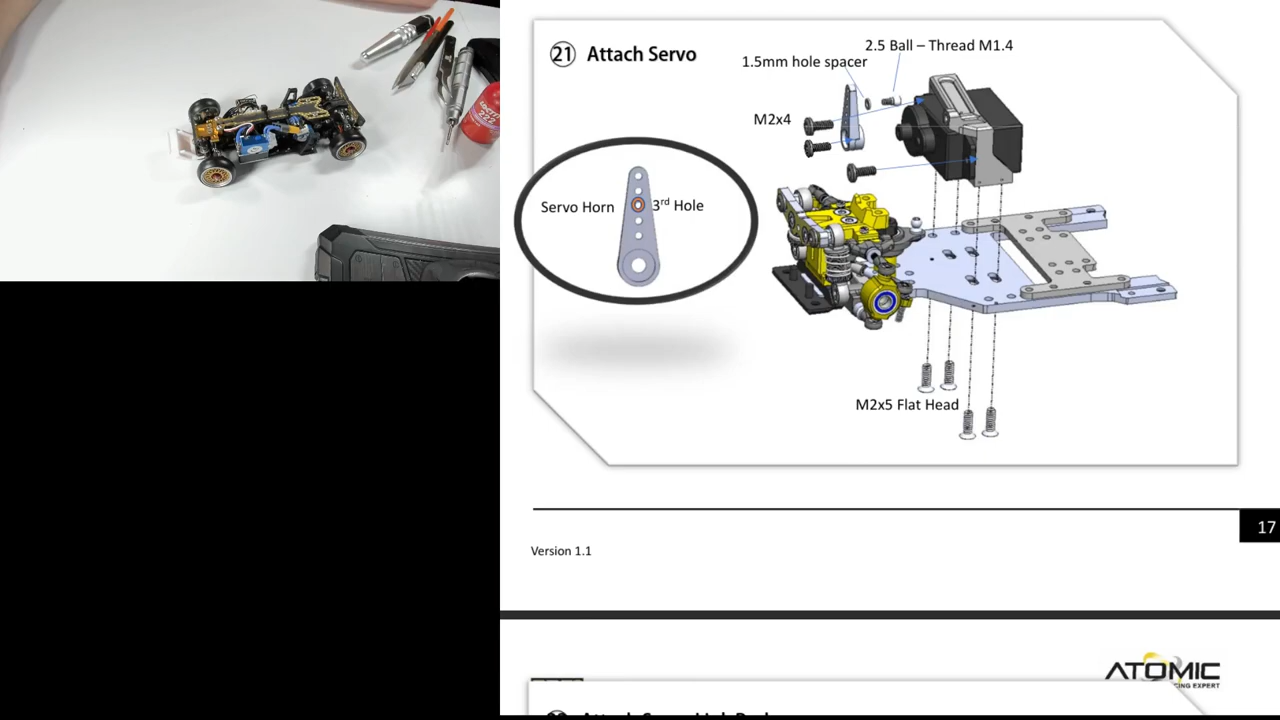 21 Attach Servo
2.5 Ball – Thread M1.4
1.5mm hole spacer
M2x4
Servo Horn
3rd Hole
M2x5 Flat Head
17
Version 1.1
ATOMIC